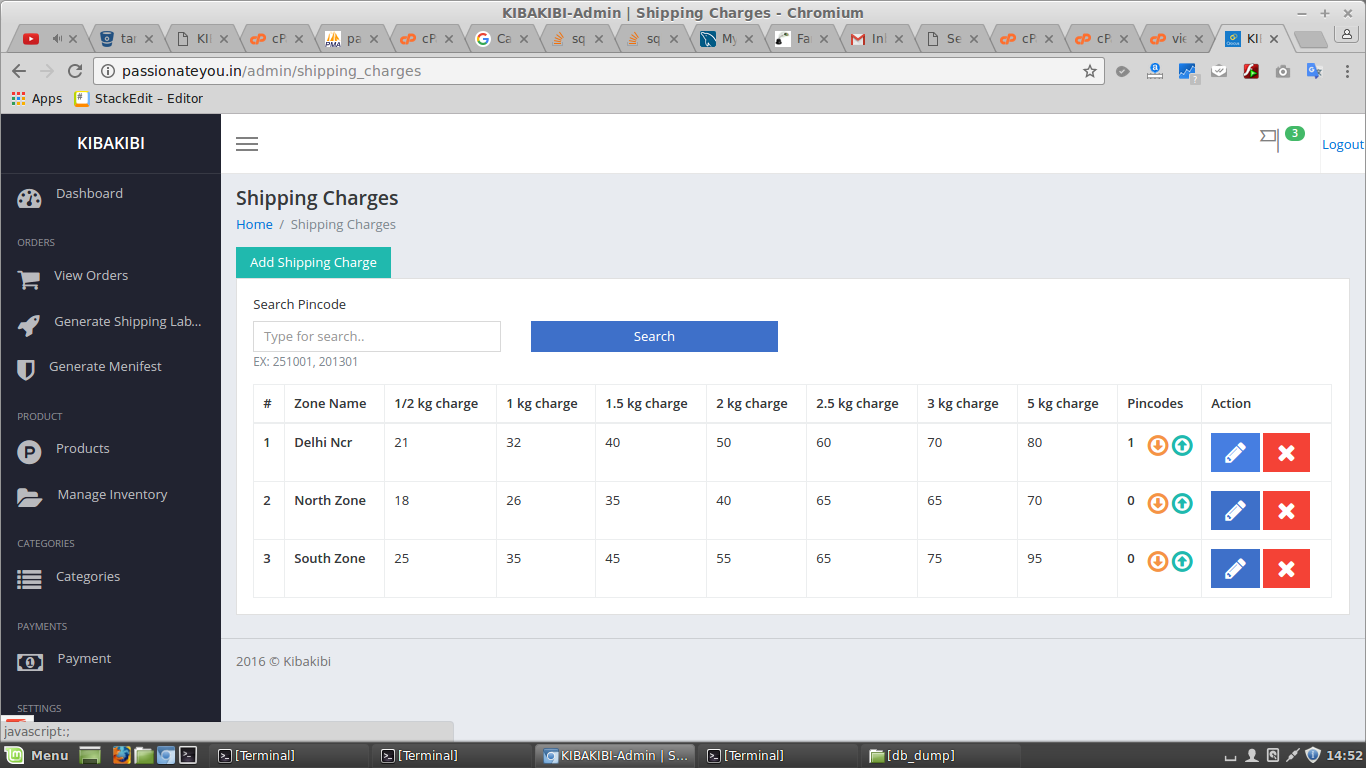 KIBAKIBI-Admin | Shipping Charges - Chromium
tai
KII
cP
pa
cP
Ca
sq
sq
My
Fa
Inl
Se
cP
cP
vie
KI
passionateyou.in/admin/shipping_charges
Apps
StackEdit – Editor
KIBAKIBI
3
Logout
Dashboard
ORDERS
View Orders
Generate Shipping Lab...
Generate Menifest
PRODUCT
Products
Manage Inventory
CATEGORIES
Categories
PAYMENTS
Payment
SETTINGS
Shipping Charges
Home / Shipping Charges
Add Shipping Charge
Search Pincode
Type for search..
Search
EX: 251001, 201301
# Zone Name 1/2 kg charge 1 kg charge 1.5 kg charge 2 kg charge 2.5 kg charge 3 kg charge 5 kg charge Pincodes Action
1 Delhi Ncr 21 32 40 50 60 70 80 1
2 North Zone 18 26 35 40 65 65 70 0
3 South Zone 25 35 45 55 65 75 95 0
2016 © Kibakibi
javascript:;
Menu
[Terminal]
[Terminal]
KIBAKIBI-Admin | S...
[Terminal]
[db_dump]
14:52